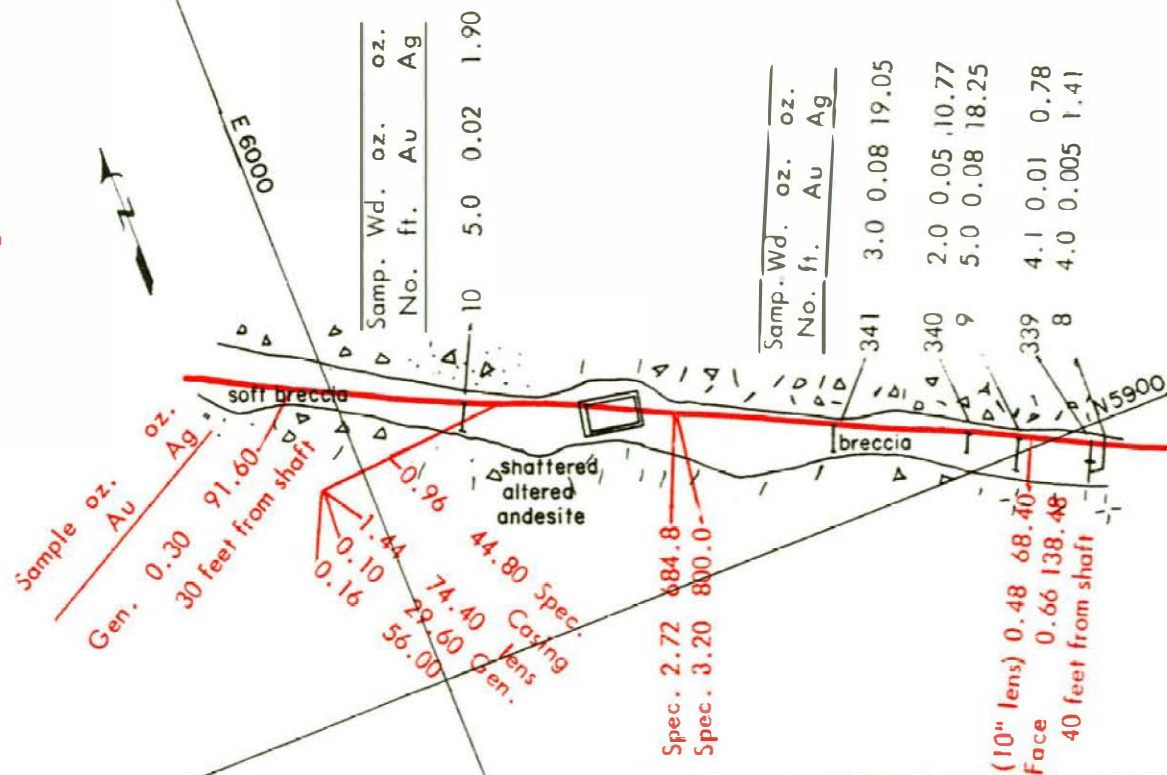 N
E 6000
Samp. Wd. oz. oz.
No. ft. Au Ag
10 5.0 0.02 1.90
Samp. Wd. oz. oz.
No. ft. Au Ag
341 3.0 0.08 19.05
340 2.0 0.05 10.77
9 5.0 0.08 18.25
339 4.1 0.01 0.78
8 4.0 0.005 1.41
N5900
soft breccia
shattered
altered
andesite
breccia
Sample oz. oz.
Au Ag
Gen. 0.30 91.60
30 feet from shaft
0.96 44.80 Spec.
1.44 74.40 Casing
0.10 29.60 lens
0.16 56.00 Gen.
Spec. 2.72 684.8
Spec. 3.20 800.0
(10" lens) 0.48 68.40
Face 0.66 138.48
40 feet from shaft